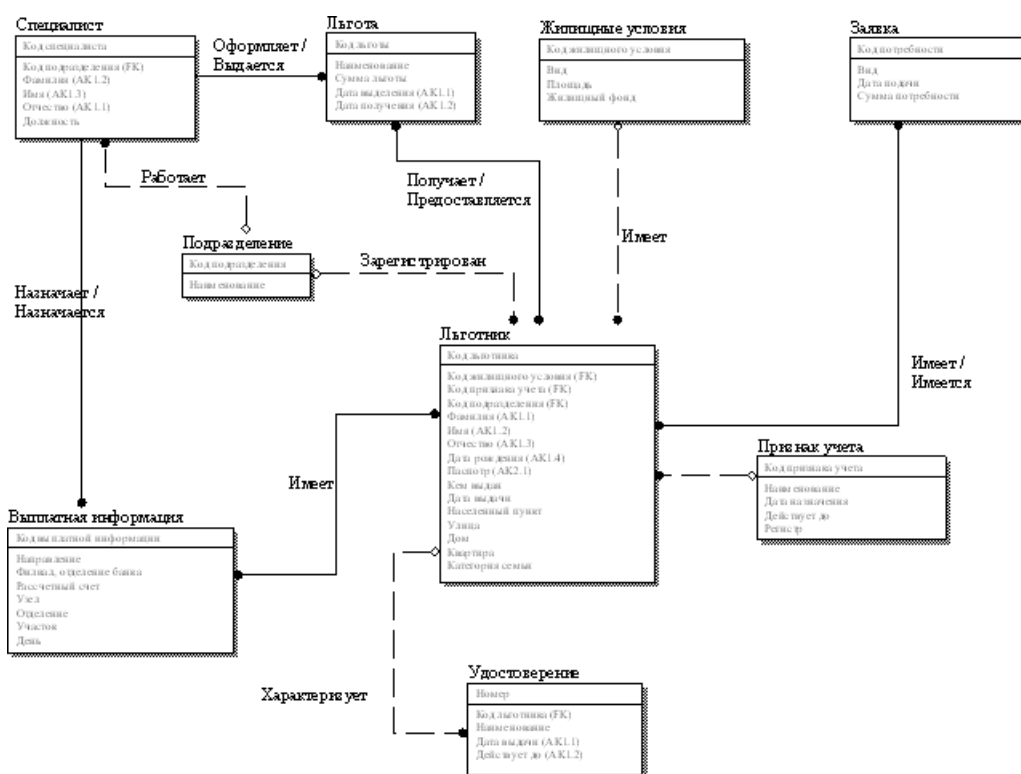 Специалист
Код специалиста
Код подразделения (FK)
Фамилия (AK1.2)
Имя (AK1.3)
Отчество (AK1.1)
Должность
Оформляет /
Выдается
Льгота
Код льготы
Наименование
Сумма льготы
Дата выделения (AK1.1)
Дата получения (AK1.2)
Жилищные условия
Код жилищного условия
Вид
Площадь
Жилищный фонд
Заявка
Код потребности
Вид
Дата подачи
Сумма потребности
Работает
Получает /
Предоставляется
Имеет
Подразделение
Код подразделения
Наименование
Зарегистрирован
Назначает /
Назначается
Льготник
Код льготника
Код жилищного условия (FK)
Код признака учета (FK)
Код подразделения (FK)
Фамилия (AK1.1)
Имя (AK1.2)
Отчество (AK1.3)
Дата рождения (AK1.4)
Паспотр (AK2.1)
Кем выдан
Дата выдачи
Населенный пункт
Улица
Дом
Квартира
Категория семьи
Имеет /
Имеется
Признак учета
Код признака учета
Наименование
Дата назначения
Действует до
Регистр
Имеет
Выплатная информация
Код выплатной информации
Направление
Филиал, отделение банка
Рассчетный счет
Узел
Отделение
Участок
День
Характеризует
Удостоверение
Номер
Код льготника (FK)
Наименование
Дата выдачи (AK1.1)
Действует до (AK1.2)